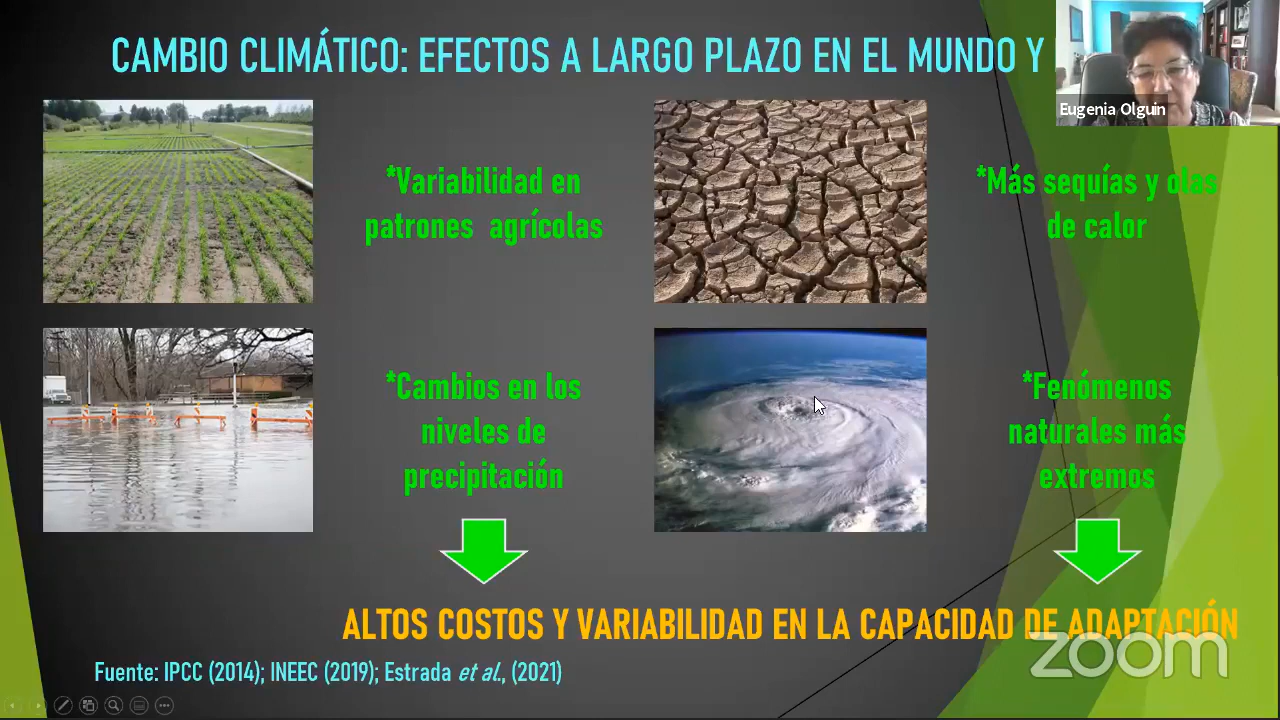 CAMBIO CLIMÁTICO: EFECTOS A LARGO PLAZO EN EL MUNDO Y
Eugenia Olguin
*Variabilidad en
patrones agrícolas
*Más sequías y olas
de calor
*Cambios en los
niveles de
precipitación
*Fenómenos
naturales más
extremos
ALTOS COSTOS Y VARIABILIDAD EN LA CAPACIDAD DE ADAPTACIÓN
Fuente: IPCC (2014); INEEC (2019); Estrada et al., (2021)
zoom